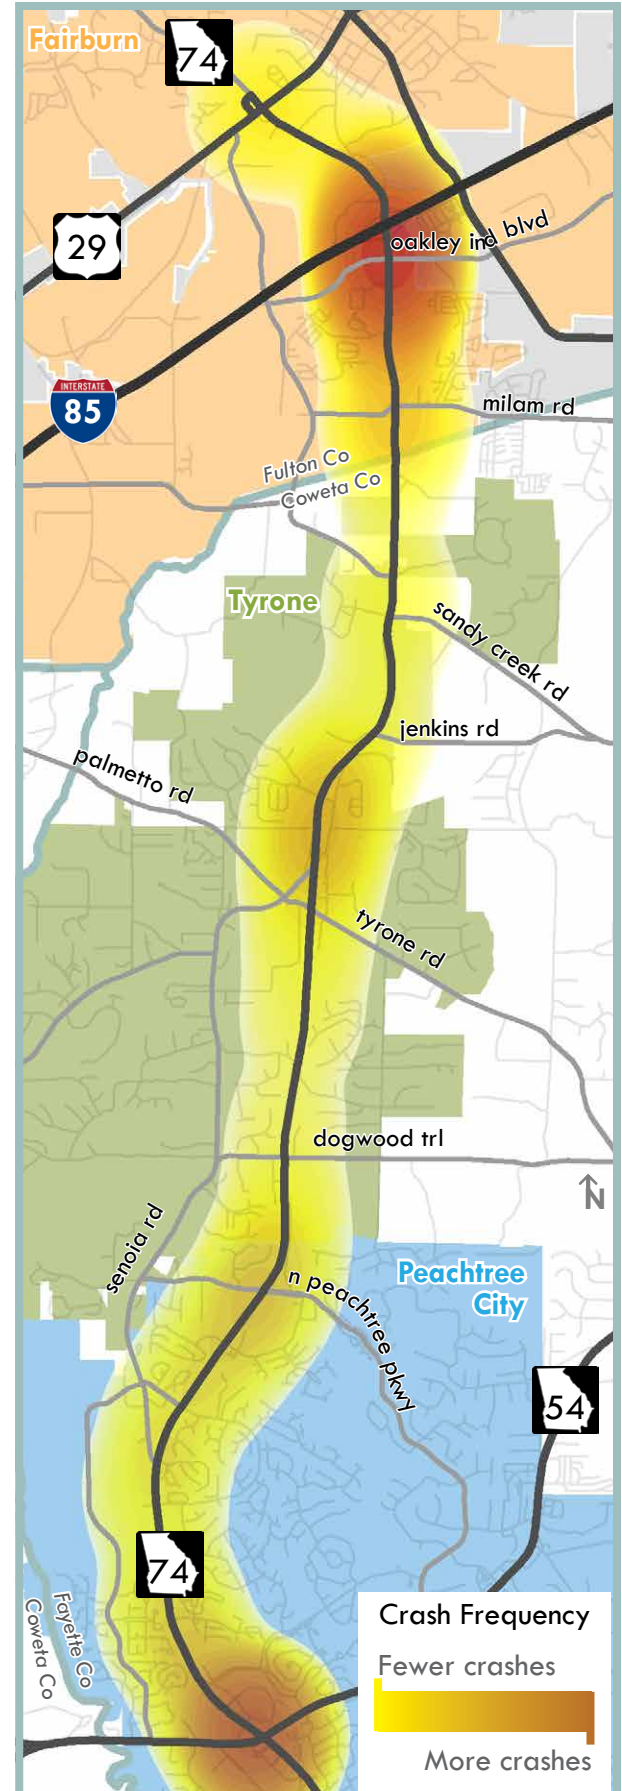 Fairburn
74
29
oakley ind blvd
INTERSTATE
85
milam rd
Fulton Co
Coweta Co
Tyrone
sandy creek rd
jenkins rd
palmetto rd
tyrone rd
dogwood trl
N
senoia rd
n peachtree pkwy
Peachtree
City
54
74
Fayette Co
Coweta Co
Crash Frequency
Fewer crashes
More crashes